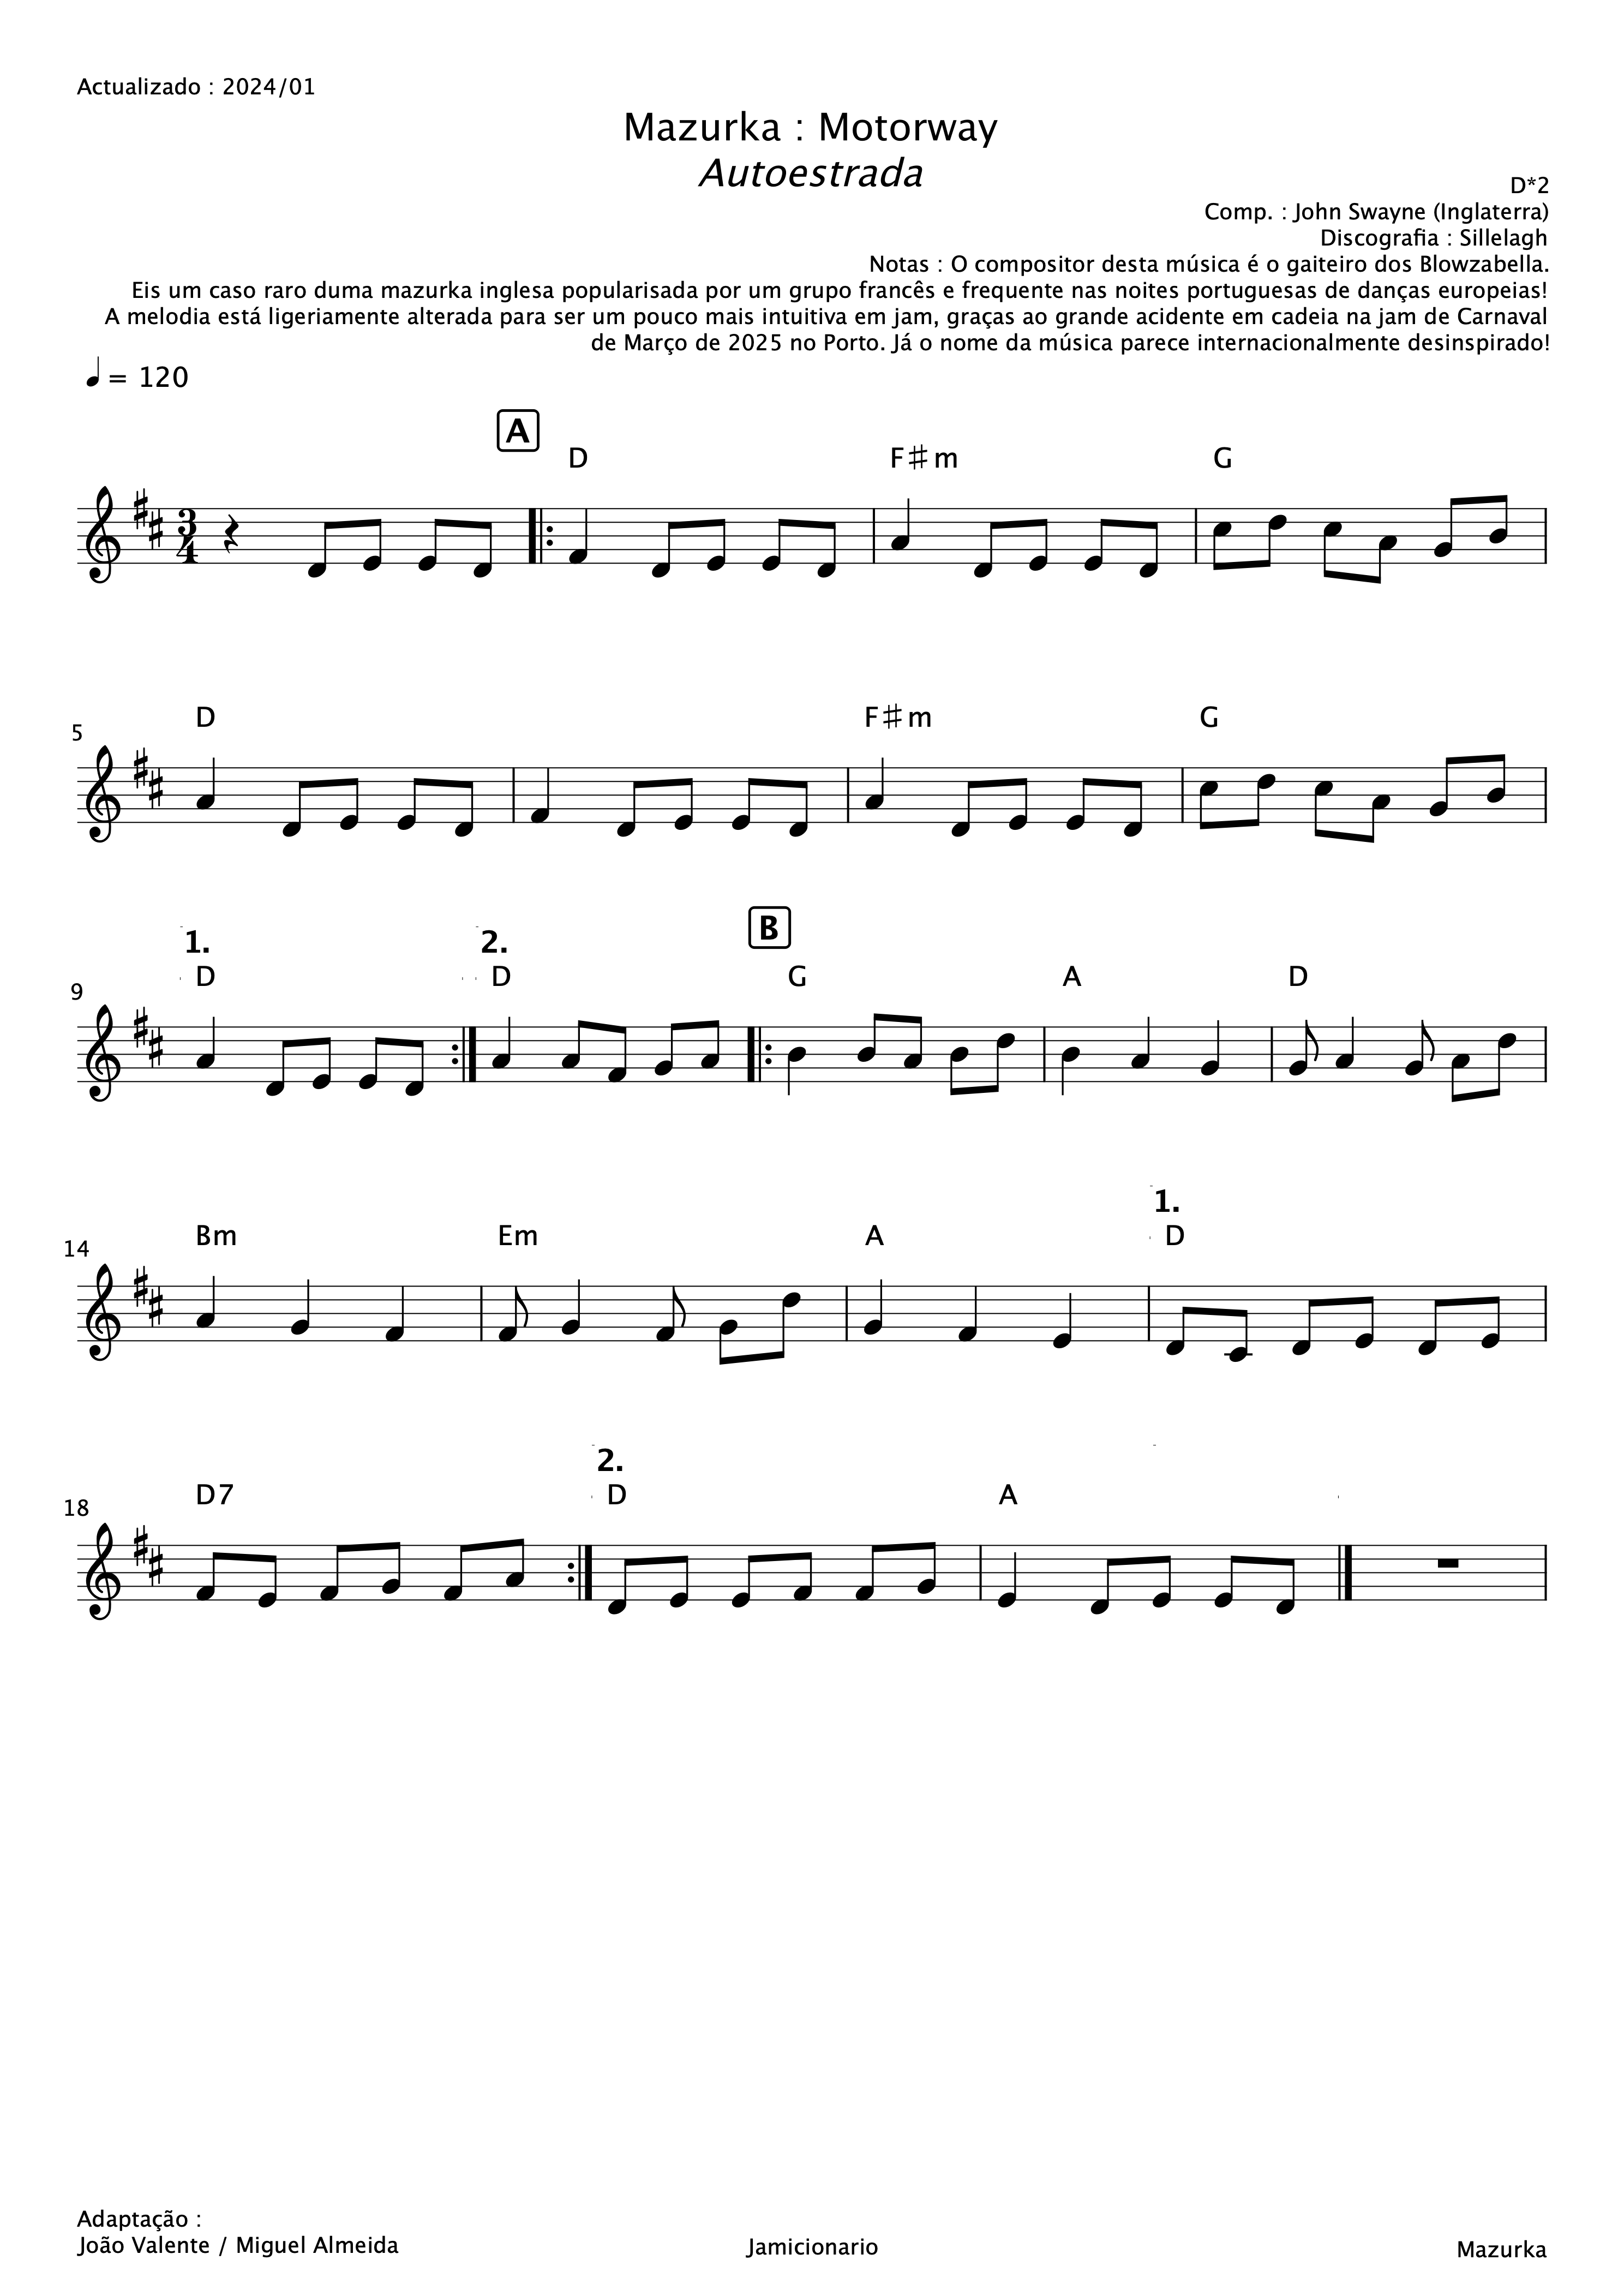 Actualizado : 2024/01
Mazurka : Motorway
Autoestrada
D*2
Comp. : John Swayne (Inglaterra)
Discografia : Sillelagh
Notas : O compositor desta música é o gaiteiro dos Blowzabella.
Eis um caso raro duma mazurka inglesa popularisada por um grupo francês e frequente nas noites portuguesas de danças europeias!
A melodia está ligeriamente alterada para ser um pouco mais intuitiva em jam, graças ao grande acidente em cadeia na jam de Carnaval
de Março de 2025 no Porto. Já o nome da música parece internacionalmente desinspirado!
= 120
A
D F♯m G
3
4
D F♯m G
5
1. 2. B
D D G A D
9
1.
Bm Em A D
14
2.
D7 D A
18
Adaptação :
João Valente / Miguel Almeida
Jamicionario
Mazurka